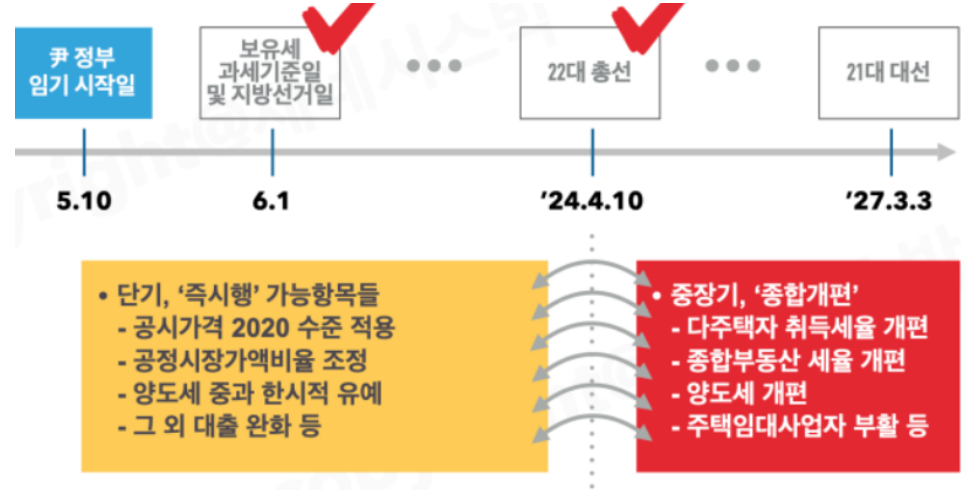 尹 정부
임기 시작일
보유세
과세기준일
및 지방선거일
22대 총선
21대 대선
5.10
6.1
'24.4.10
'27.3.3
• 단기, '즉시행' 가능항목들
- 공시가격 2020 수준 적용
- 공정시장가액비율 조정
- 양도세 중과 한시적 유예
- 그 외 대출 완화 등
• 중장기, '종합개편'
- 다주택자 취득세율 개편
- 종합부동산 세율 개편
- 양도세 개편
- 주택임대사업자 부활 등